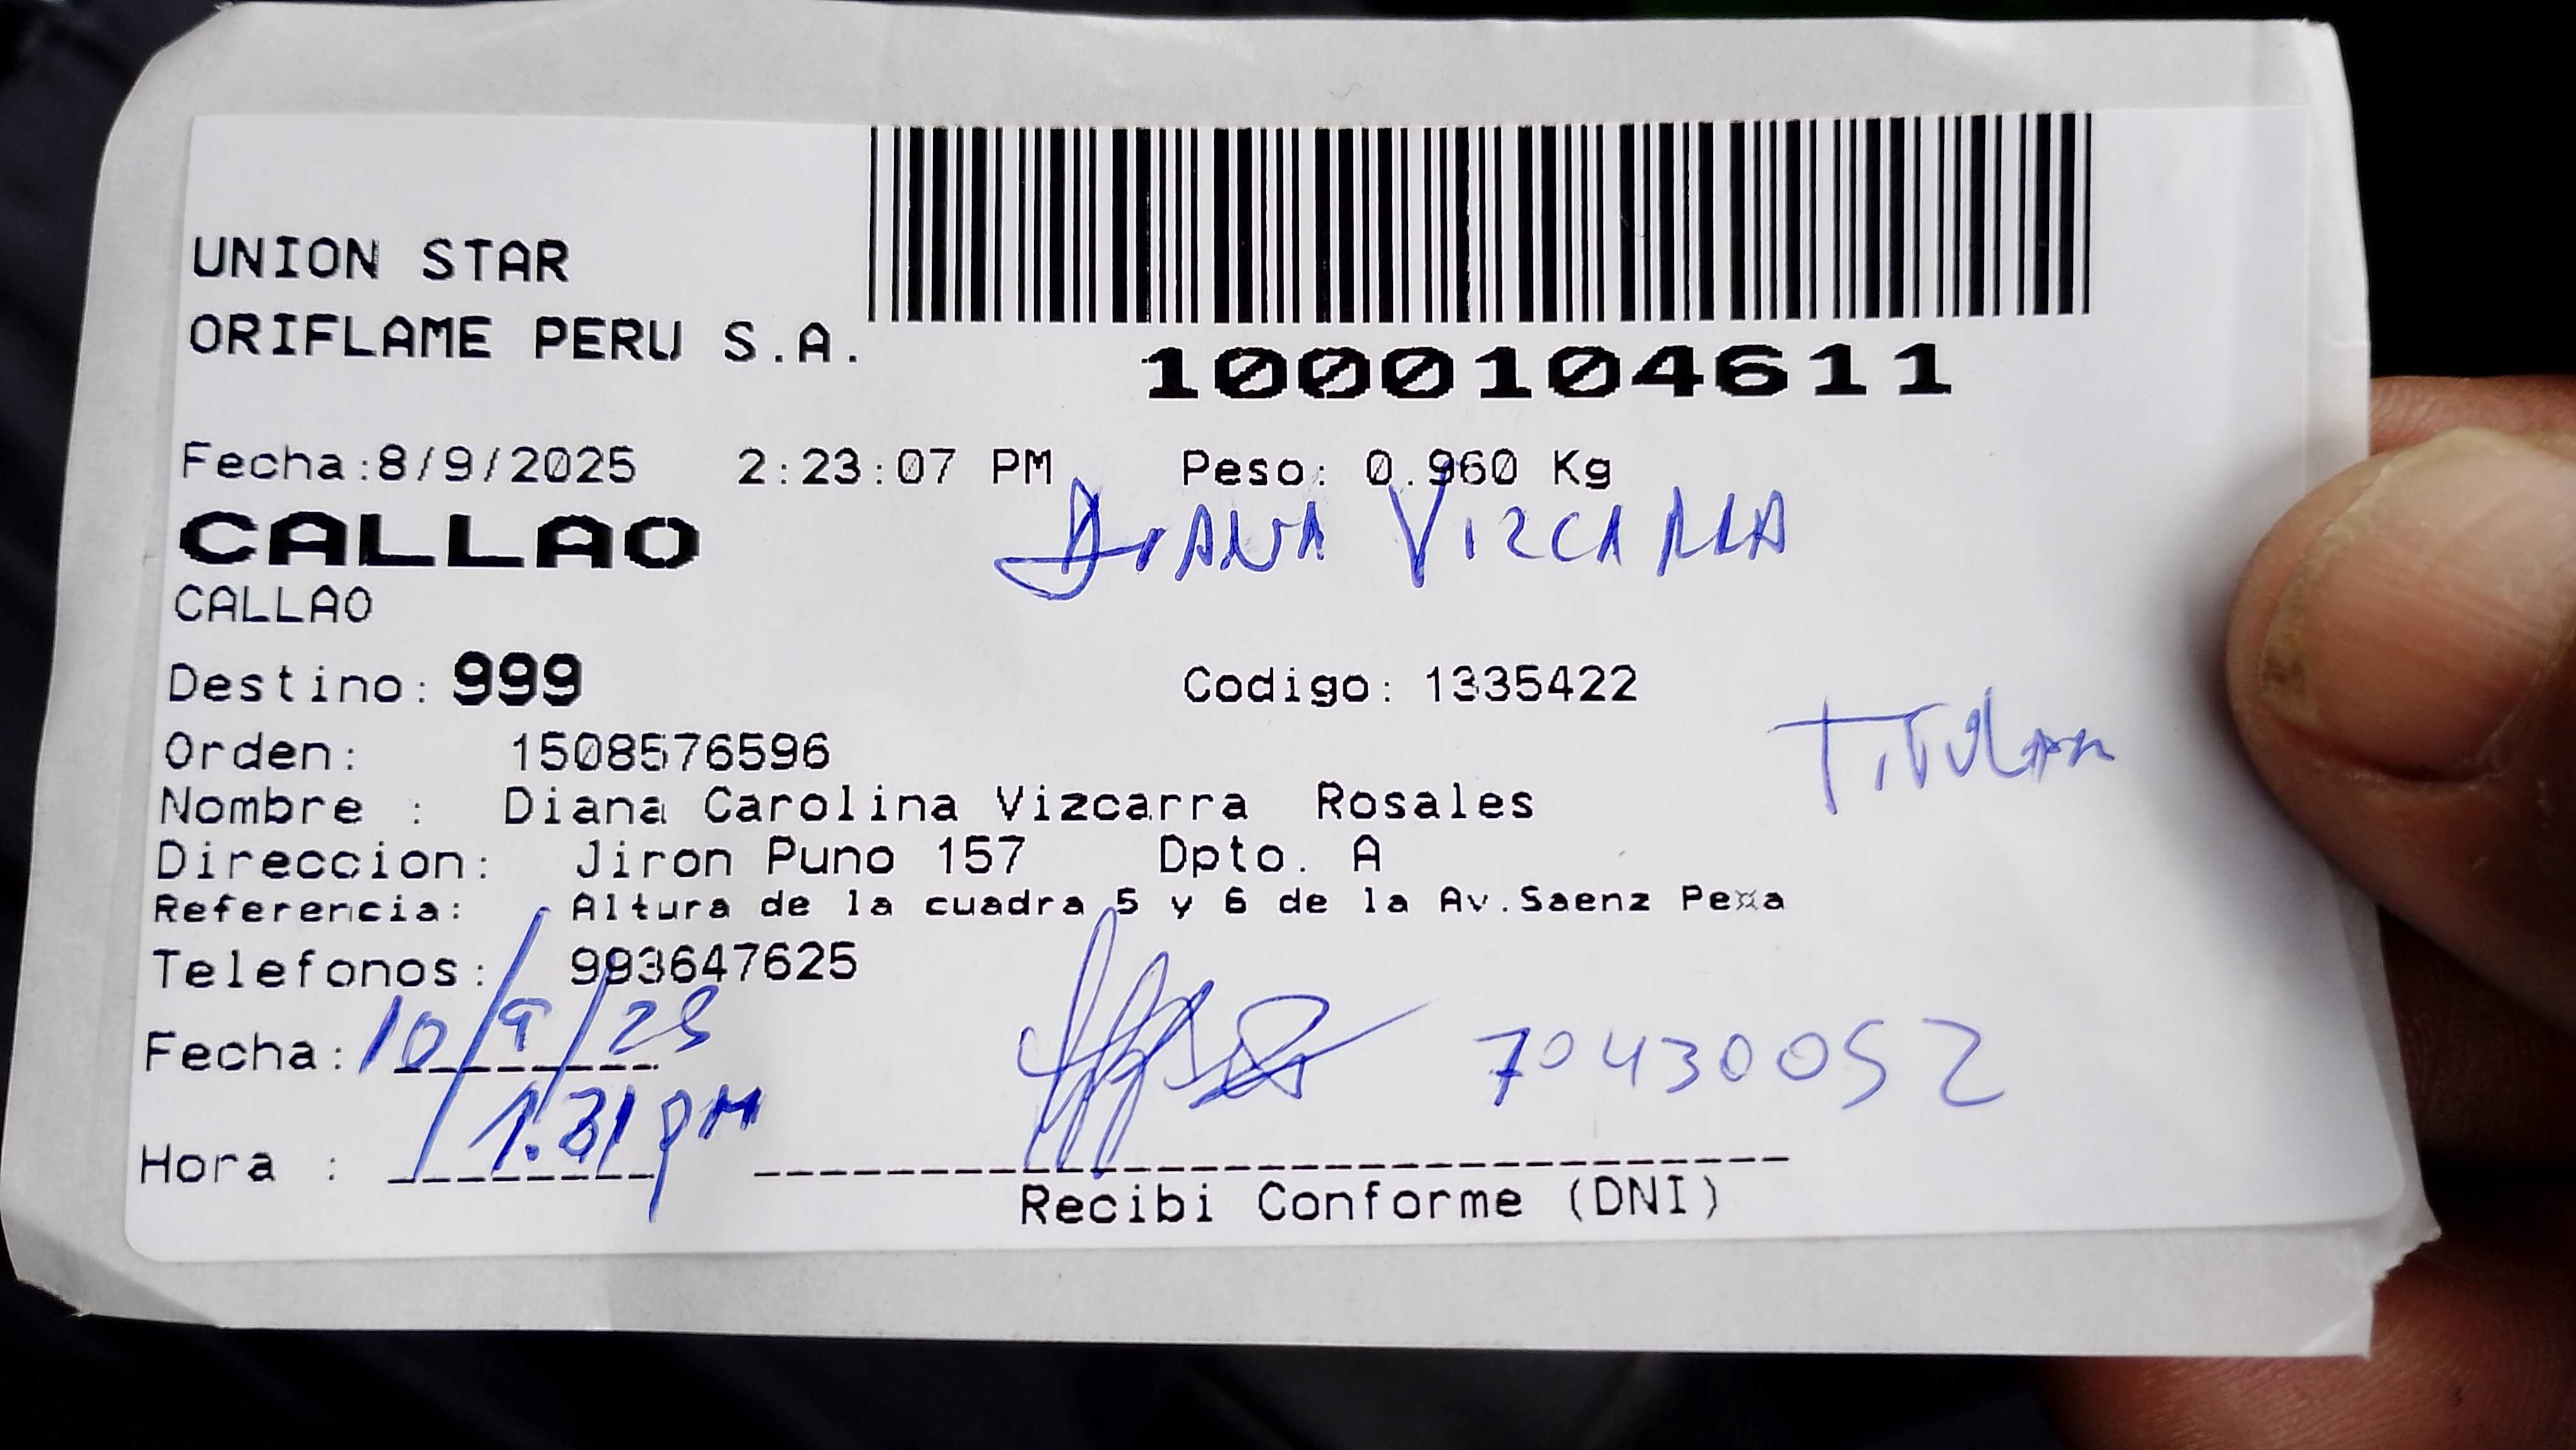 UNION STAR
ORIFLAME PERU S.A.
1000104611
Fecha:8/9/2025 2:23:07 PM Peso: 0.960 Kg
CALLAO DIANA VIZCARRA
CALLAO
Destino: 999 Codigo: 1335422
Orden: 1508576596 Titular
Nombre : Diana Carolina Vizcarra Rosales
Direccion: Jiron Puno 157 Dpto. A
Referencia: Altura de la cuadra 5 y 6 de la Av.Saenz Pe¤a
Telefonos: 993647625
Fecha: 10/9/25 70430052
Hora : 1:31 PM
Recibi Conforme (DNI)